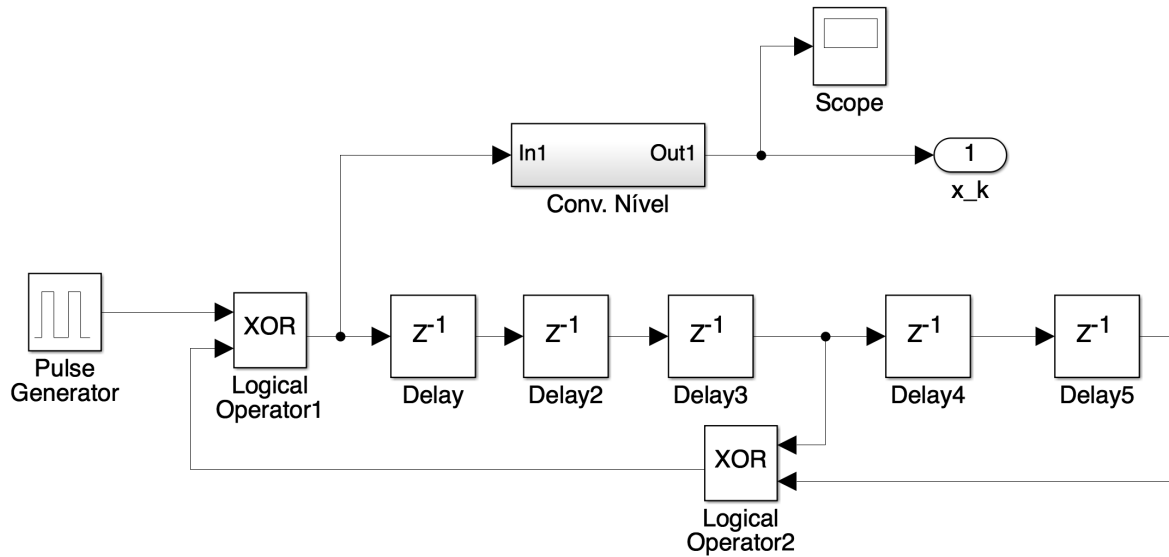 Scope
In1 Out1
Conv. Nível
1
x_k
Pulse
Generator
XOR
Logical
Operator1
z-1
Delay
z-1
Delay2
z-1
Delay3
z-1
Delay4
z-1
Delay5
XOR
Logical
Operator2